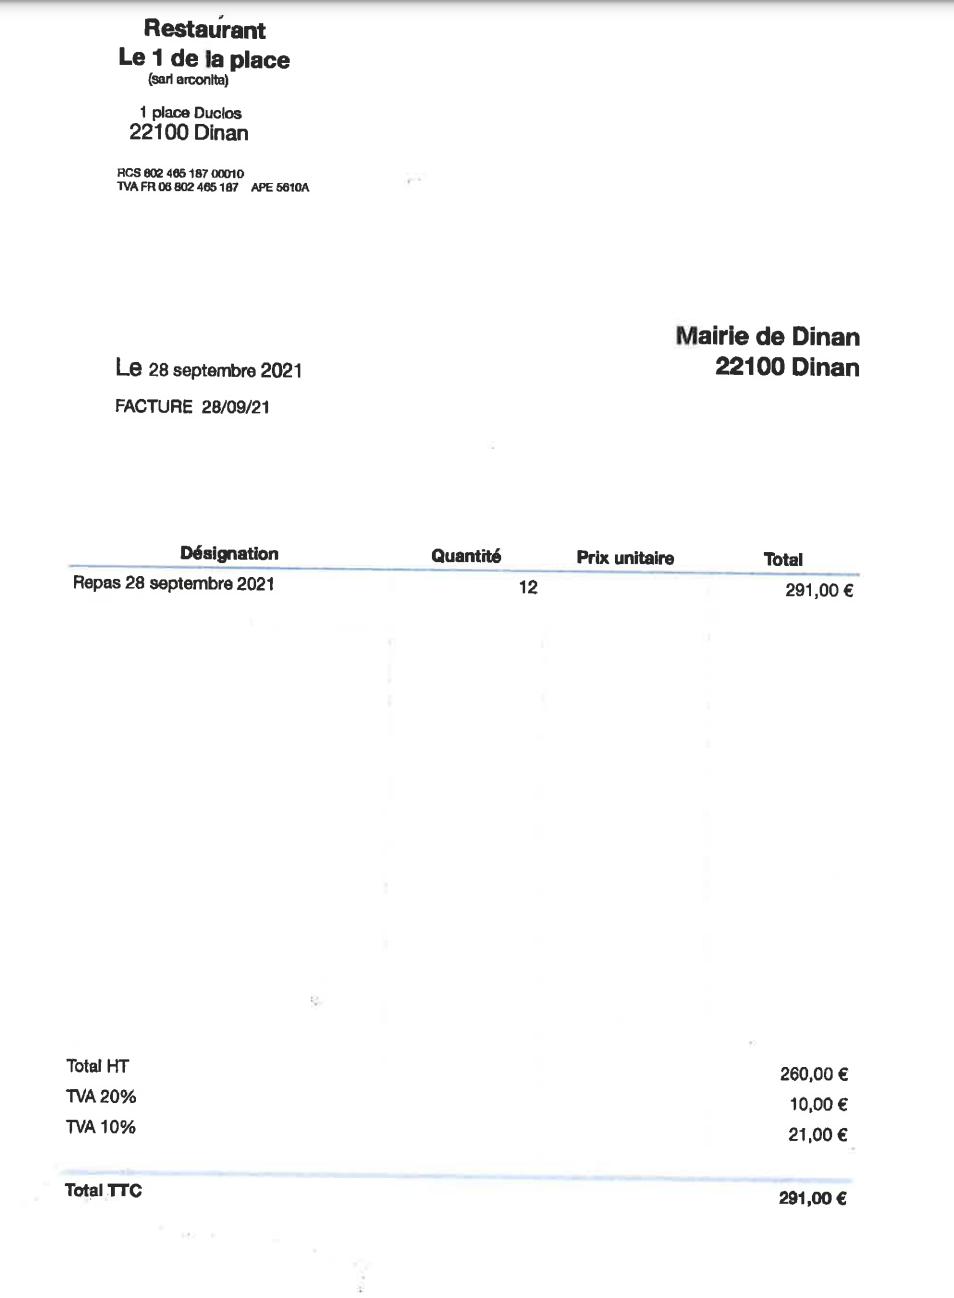 Restaurant
Le 1 de la place
(sarl arconita)
1 place Duclos
22100 Dinan
RCS 802 465 187 00010
TVA FR 06 802 465 187 APE 5610A
Mairie de Dinan
22100 Dinan
Le 28 septembre 2021
FACTURE 28/09/21
Désignation Quantité Prix unitaire Total
Repas 28 septembre 2021 12 291,00 €
Total HT 260,00 €
TVA 20% 10,00 €
TVA 10% 21,00 €
Total TTC 291,00 €